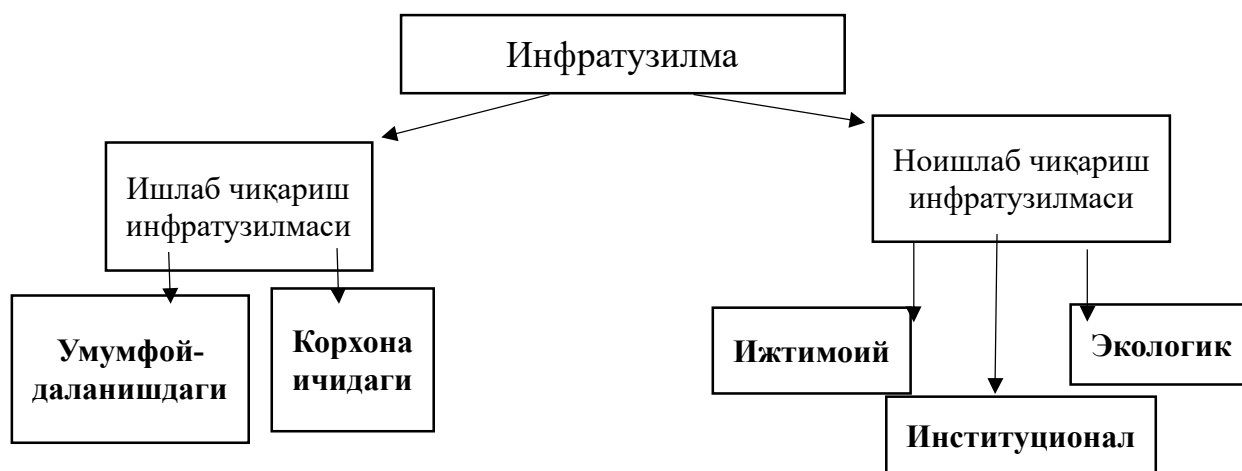 Инфратузилма
Ишлаб чиқариш
инфратузилмаси
Ноишлаб чиқариш
инфратузилмаси
Умумфой-
даланишдаги
Корхона
ичидаги
Ижтимоий
Институционал
Экологик